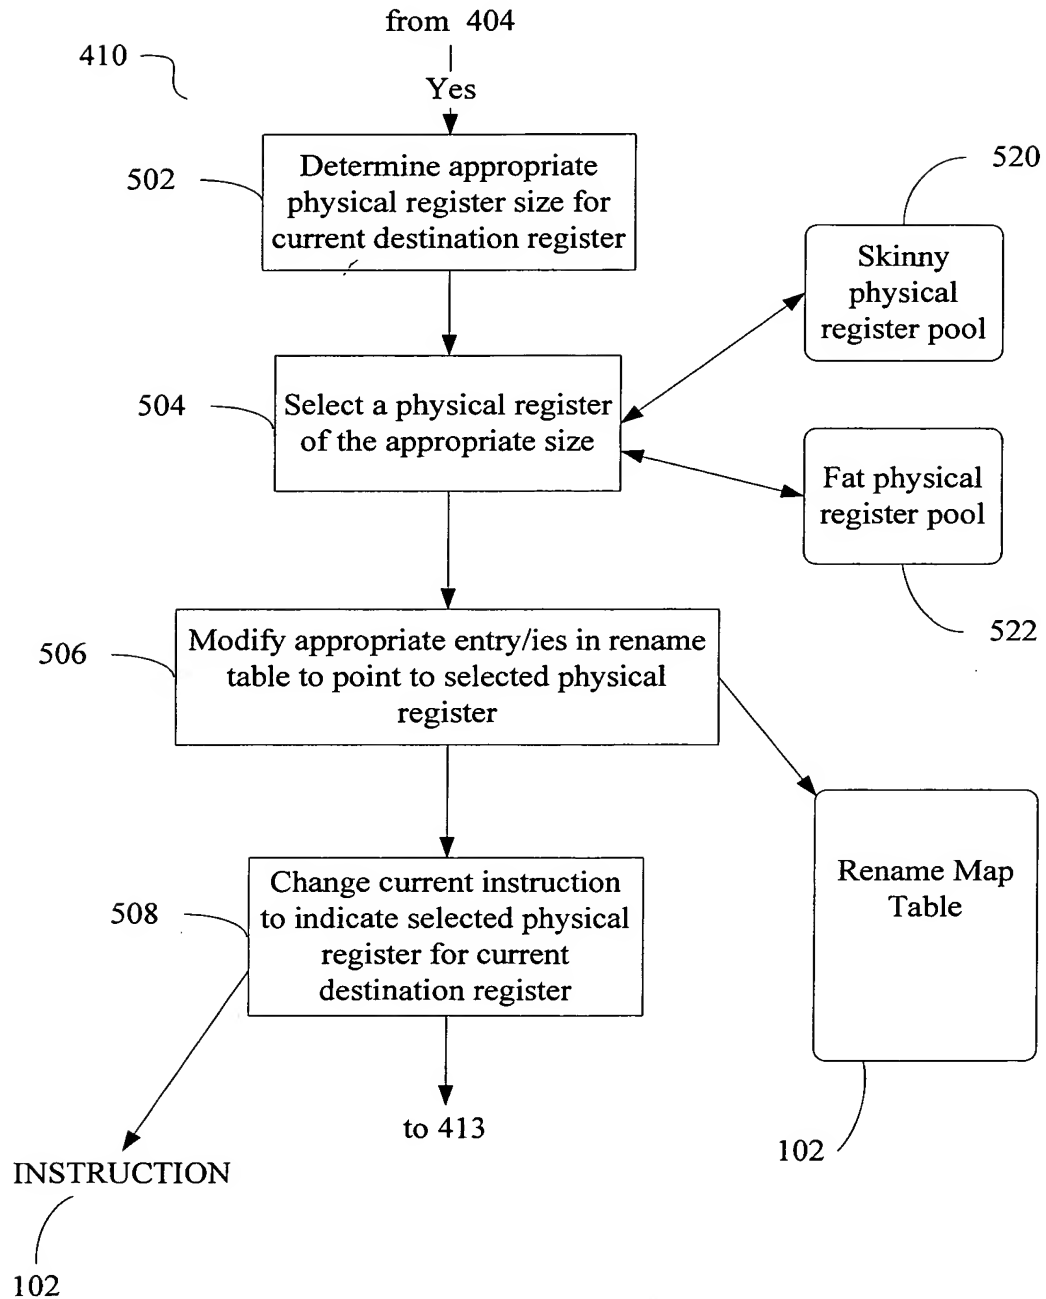 from 404
410
Yes
502
Determine appropriate
physical register size for
current destination register
520
Skinny
physical
register pool
504
Select a physical register
of the appropriate size
Fat physical
register pool
522
506
Modify appropriate entry/ies in rename
table to point to selected physical
register
Rename Map
Table
102
508
Change current instruction
to indicate selected physical
register for current
destination register
to 413
INSTRUCTION
102